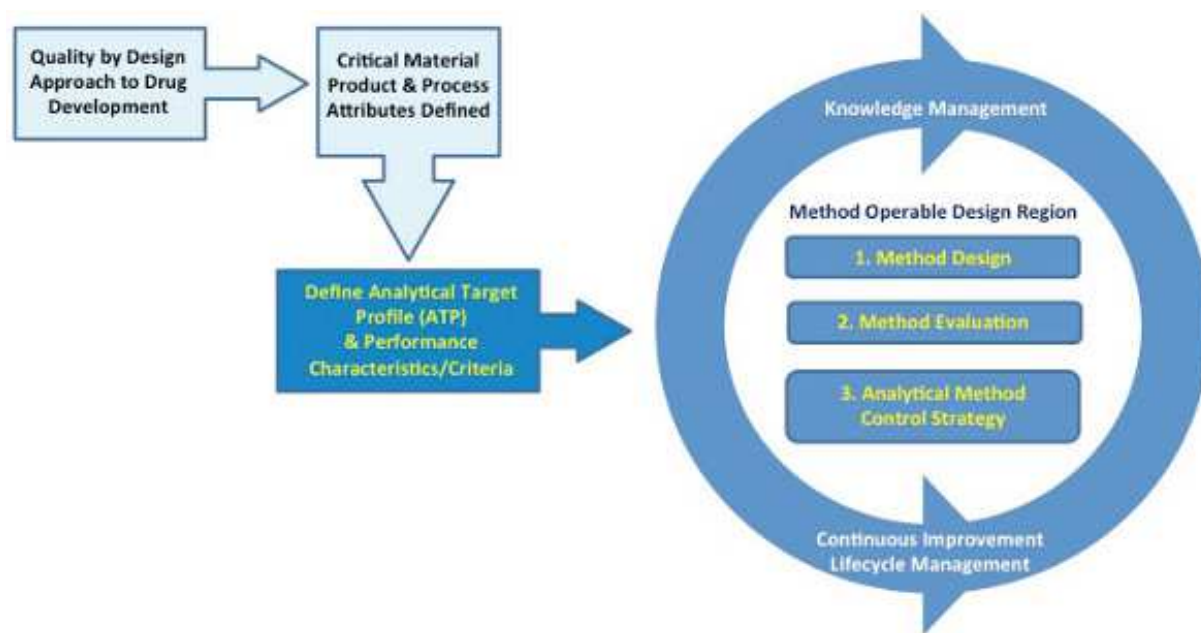 Quality by Design
Approach to Drug
Development
Critical Material
Product & Process
Attributes Defined
Define Analytical Target
Profile (ATP)
& Performance
Characteristics/Criteria
Knowledge Management
Method Operable Design Region
1. Method Design
2. Method Evaluation
3. Analytical Method
Control Strategy
Continuous Improvement
Lifecycle Management